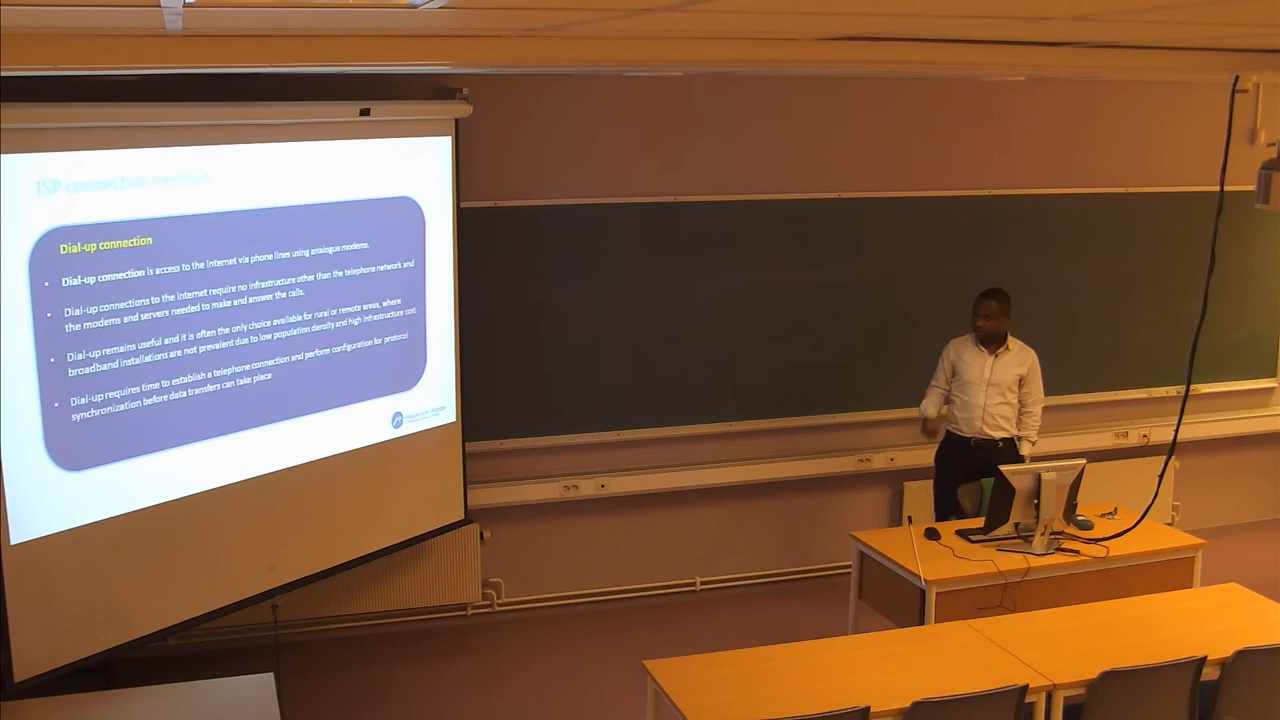 ISP connection methods
Dial-up connection
• Dial-up connection is access to the Internet via phone lines using analogue modems.
• Dial-up connections to the Internet require no infrastructure other than the telephone network and
the modems and servers needed to make and answer the calls.
• Dial-up remains useful and it is often the only choice available for rural or remote areas, where
broadband installations are not prevalent due to low population density and high infrastructure cost.
• Dial-up requires time to establish a telephone connection and perform configuration for protocol
synchronization before data transfers can take place